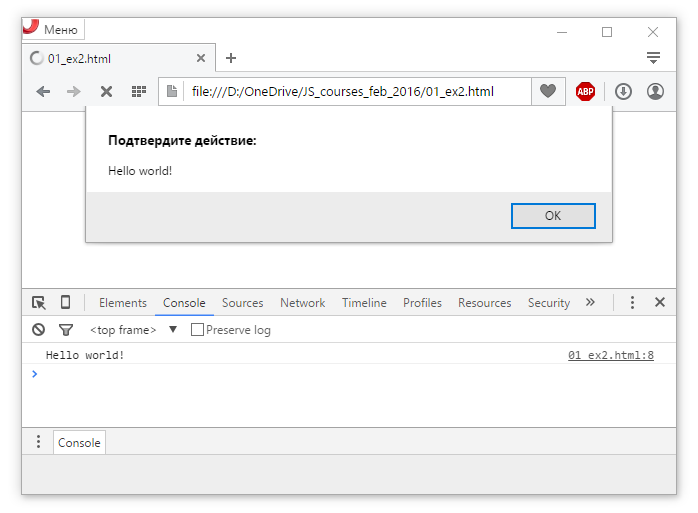 Меню
01_ex2.html
file:///D:/OneDrive/JS_courses_feb_2016/01_ex2.html
ABP
Подтвердите действие:
Hello world!
OK
Elements Console Sources Network Timeline Profiles Resources Security »
<top frame> ▼ Preserve log
Hello world! 01_ex2.html:8
>
Console